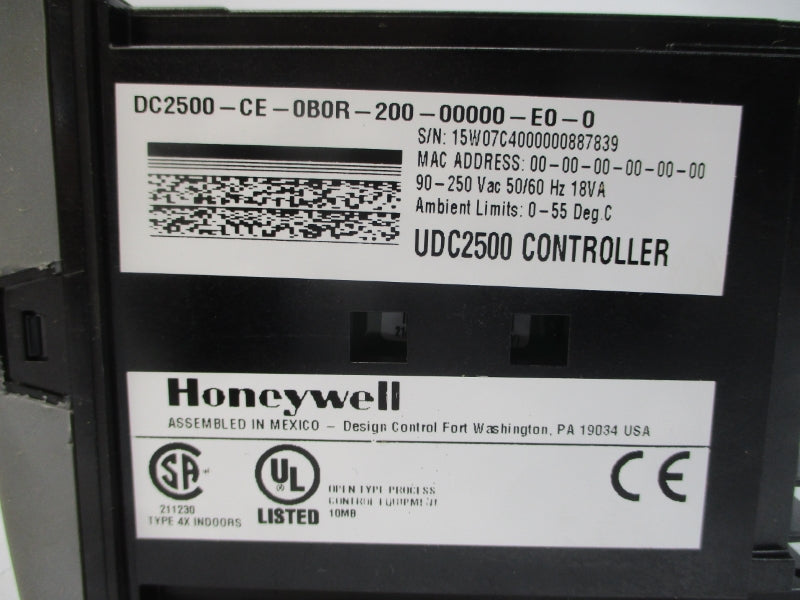 DC2500-CE-0B0R-200-00000-E0-0
S/N: 15W07C4000000887839
MAC ADDRESS: 00-00-00-00-00-00
90-250 Vac 50/60 Hz 18VA
Ambient Limits: 0-55 Deg.C
UDC2500 CONTROLLER
Honeywell
ASSEMBLED IN MEXICO - Design Control Fort Washington, PA 19034 USA
SA
211230
TYPE 4X INDOORS
UL
LISTED
OPEN TYPE PROCESS
CONTROL EQUIPMENT
10MB
CE